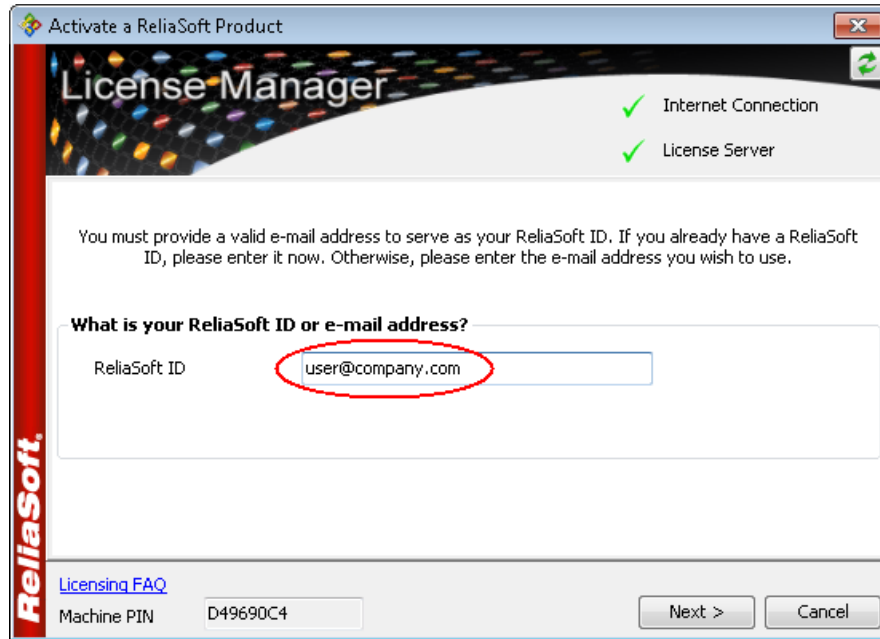 Activate a ReliaSoft Product
License Manager
Internet Connection
License Server
You must provide a valid e-mail address to serve as your ReliaSoft ID. If you already have a ReliaSoft
ID, please enter it now. Otherwise, please enter the e-mail address you wish to use.
What is your ReliaSoft ID or e-mail address?
ReliaSoft ID
user@company.com
ReliaSoft.
Licensing FAQ
Machine PIN
D49690C4
Next >
Cancel